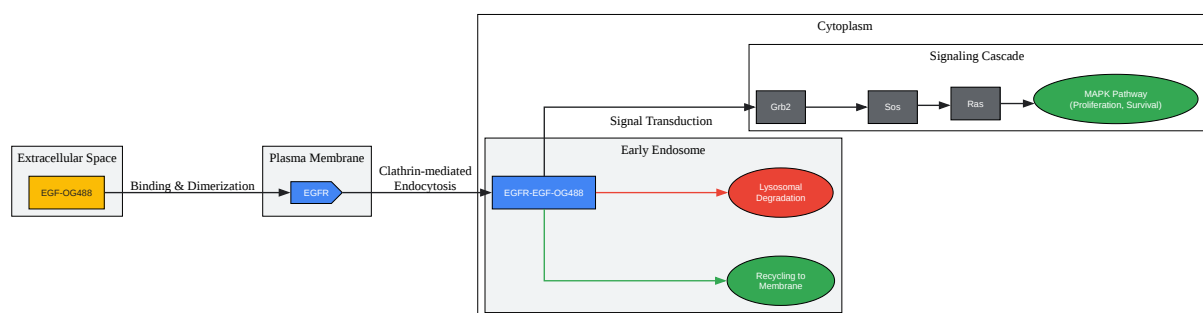 Cytoplasm
Signaling Cascade
Grb2
Sos
Ras
MAPK Pathway
(Proliferation, Survival)
Signal Transduction
Extracellular Space
EGF-OG488
Binding & Dimerization
Plasma Membrane
EGFR
Clathrin-mediated
Endocytosis
Early Endosome
EGFR-EGF-OG488
Lysosomal
Degradation
Recycling to
Membrane